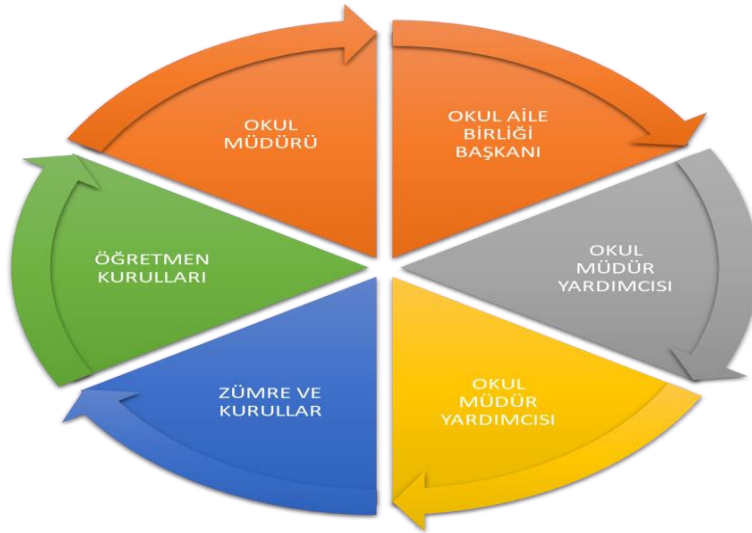 OKUL
MÜDÜRÜ
OKUL AİLE
BİRLİĞİ
BAŞKANI
ÖĞRETMEN
KURULLARI
OKUL
MÜDÜR
YARDIMCISI
ZÜMRE VE
KURULLAR
OKUL
MÜDÜR
YARDIMCISI